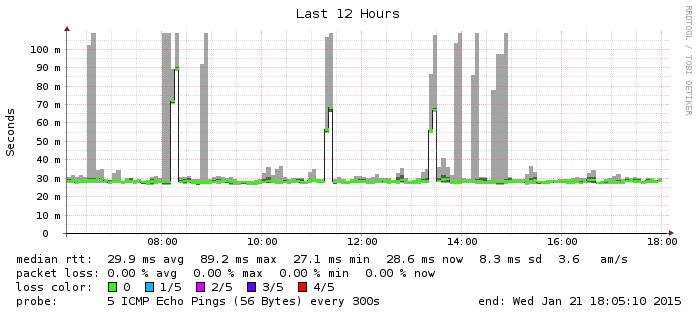 Last 12 Hours
RRDTOOL / TOBI OETIKER
Seconds
100 m
90 m
80 m
70 m
60 m
50 m
40 m
30 m
20 m
10 m
0
08:00 10:00 12:00 14:00 16:00 18:00
median rtt: 29.9 ms avg 89.2 ms max 27.1 ms min 28.6 ms now 8.3 ms sd 3.6 am/s
packet loss: 0.00 % avg 0.00 % max 0.00 % min 0.00 % now
loss color: 0 1/5 2/5 3/5 4/5
probe: 5 ICMP Echo Pings (56 Bytes) every 300s end: Wed Jan 21 18:05:10 2015